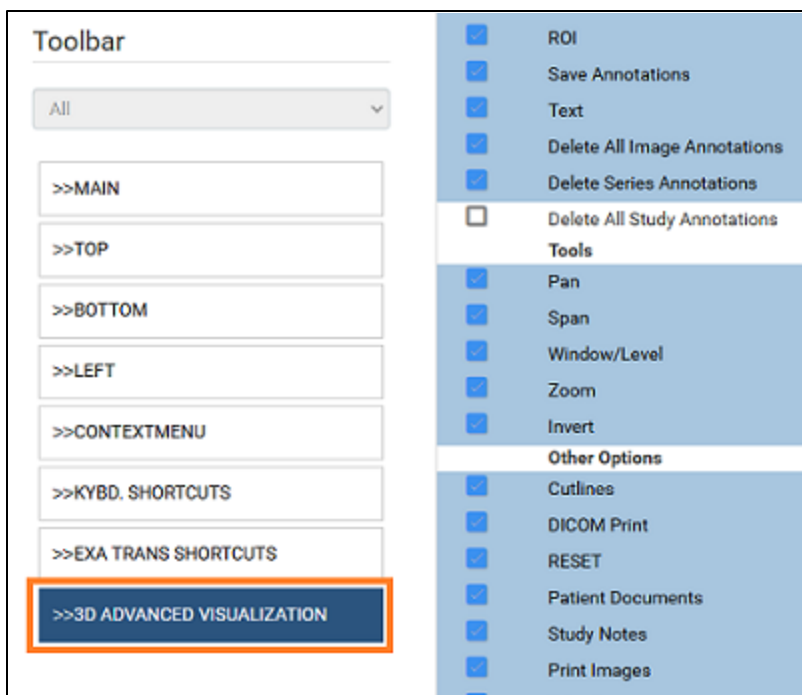 Toolbar
All
>>MAIN
>>TOP
>>BOTTOM
>>LEFT
>>CONTEXTMENU
>>KYBD. SHORTCUTS
>>EXA TRANS SHORTCUTS
>>3D ADVANCED VISUALIZATION
ROI
Save Annotations
Text
Delete All Image Annotations
Delete Series Annotations
Delete All Study Annotations
Tools
Pan
Span
Window/Level
Zoom
Invert
Other Options
Cutlines
DICOM Print
RESET
Patient Documents
Study Notes
Print Images